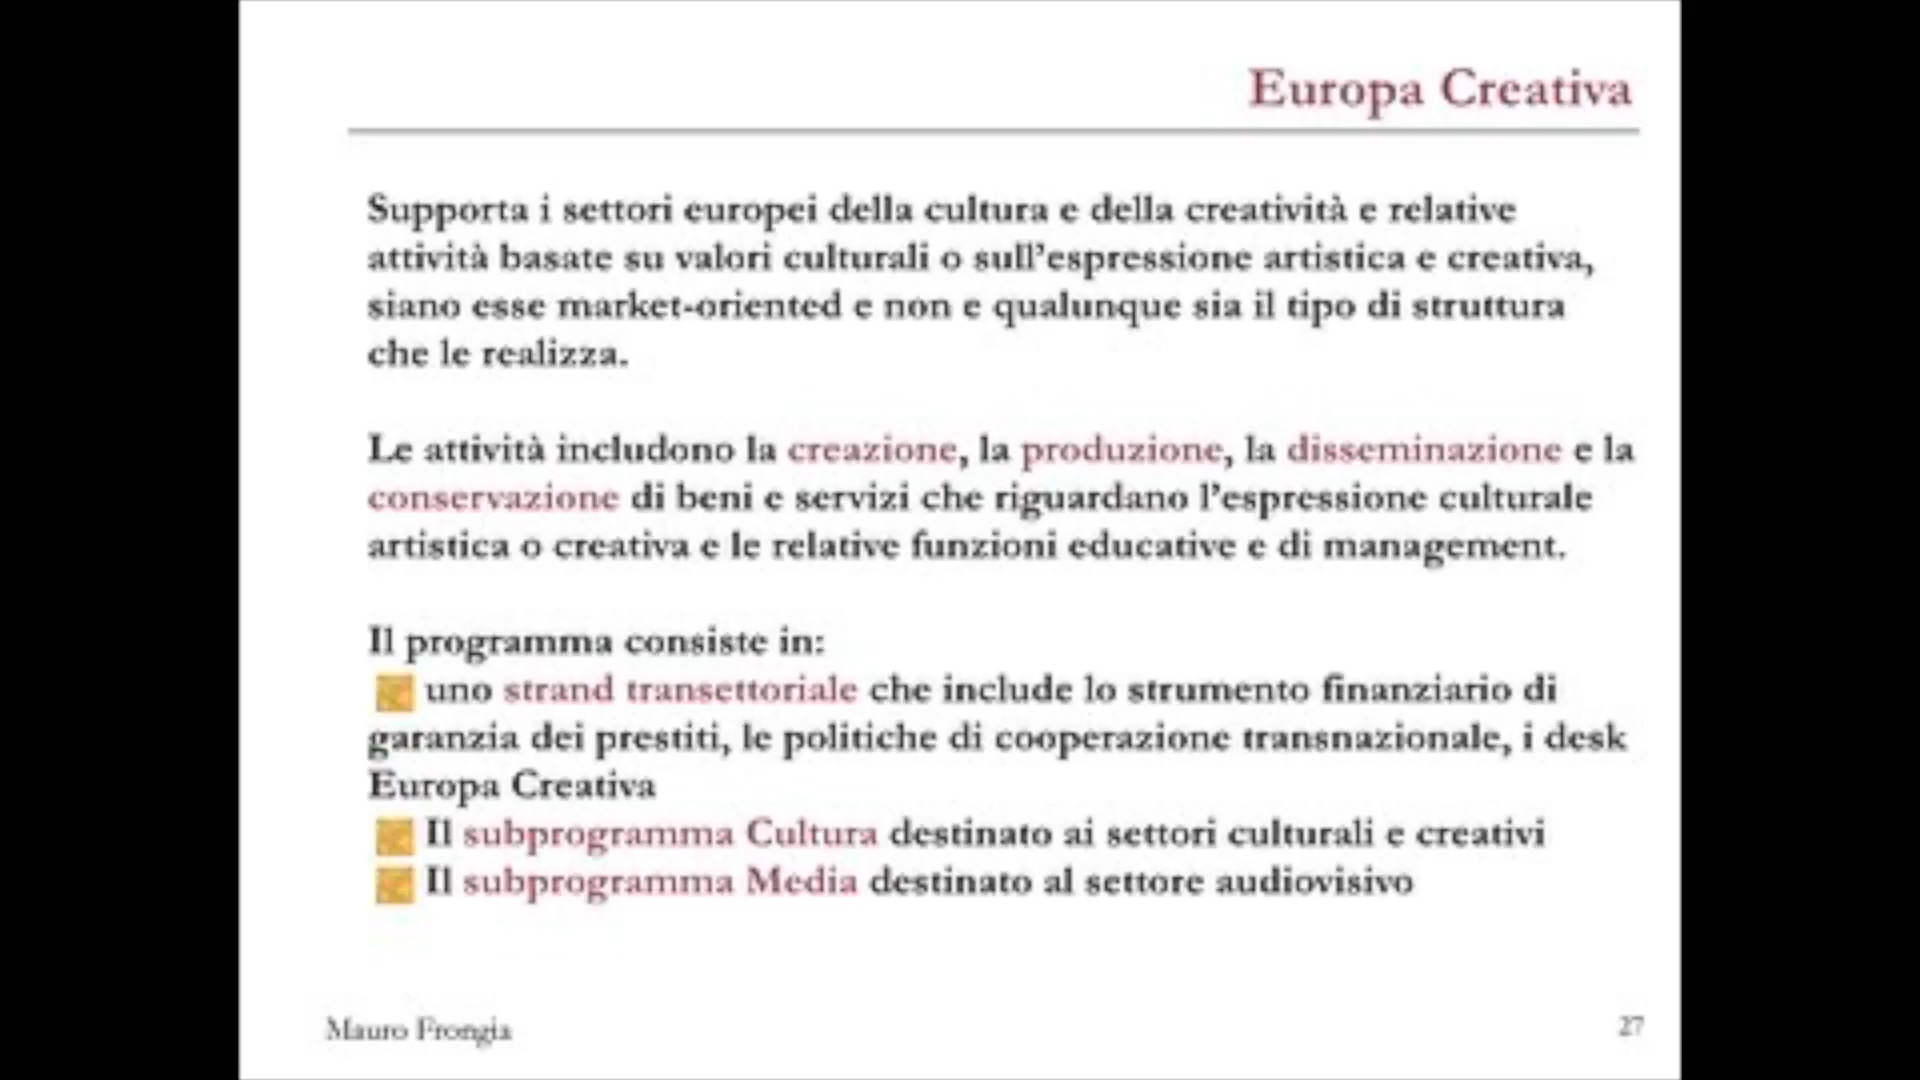 Europa Creativa
Supporta i settori europei della cultura e della creatività e relative
attività basate su valori culturali o sull'espressione artistica e creativa,
siano esse market-oriented e non e qualunque sia il tipo di struttura
che le realizza.
Le attività includono la creazione, la produzione, la disseminazione e la
conservazione di beni e servizi che riguardano l'espressione culturale
artistica o creativa e le relative funzioni educative e di management.
Il programma consiste in:
uno strand transettoriale che include lo strumento finanziario di
garanzia dei prestiti, le politiche di cooperazione transnazionale, i desk
Europa Creativa
Il subprogramma Cultura destinato ai settori culturali e creativi
Il subprogramma Media destinato al settore audiovisivo
Mauro Frongia
27